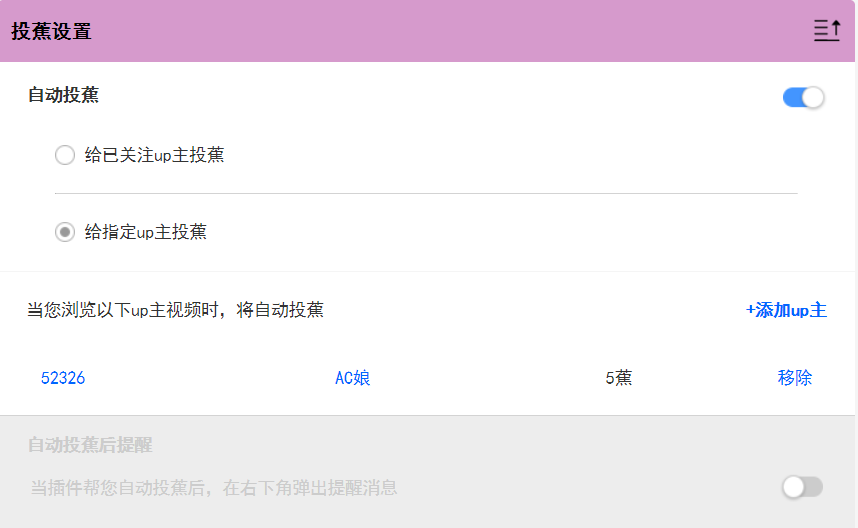 投蕉设置
自动投蕉
给已关注up主投蕉
给指定up主投蕉
当您浏览以下up主视频时，将自动投蕉 +添加up主
52326 AC娘 5蕉 移除
自动投蕉后提醒
当插件帮您自动投蕉后，在右下角弹出提醒消息